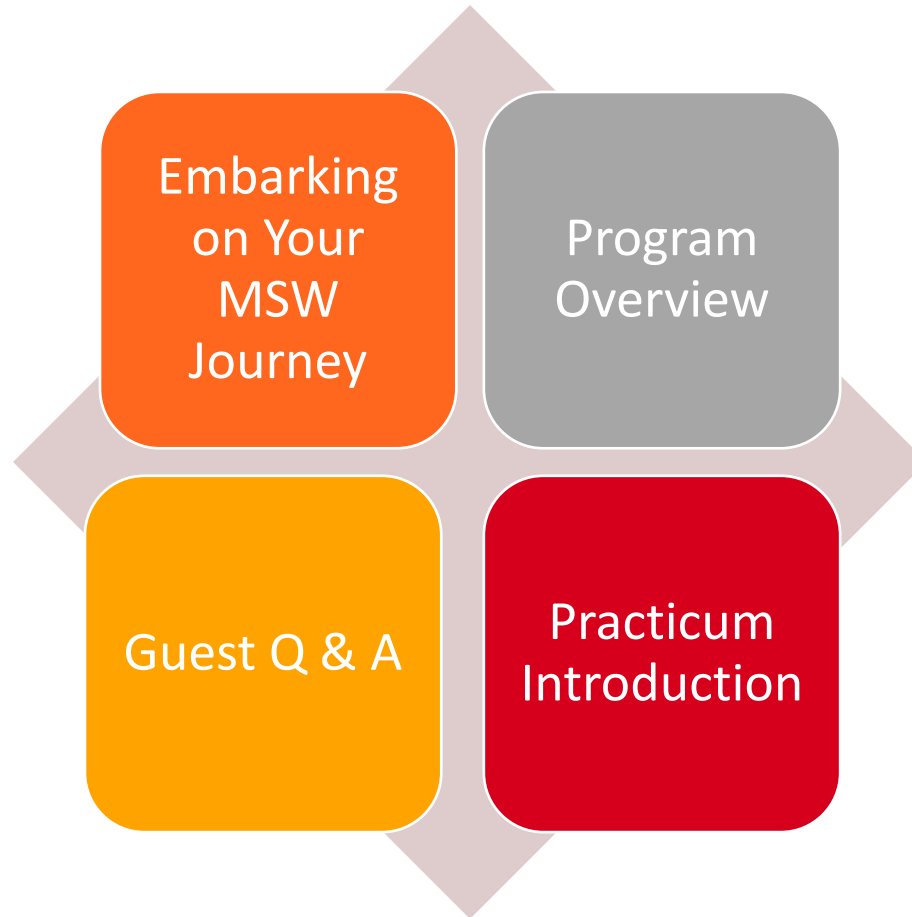 Embarking
on Your
MSW
Journey
Program
Overview
Guest Q & A
Practicum
Introduction